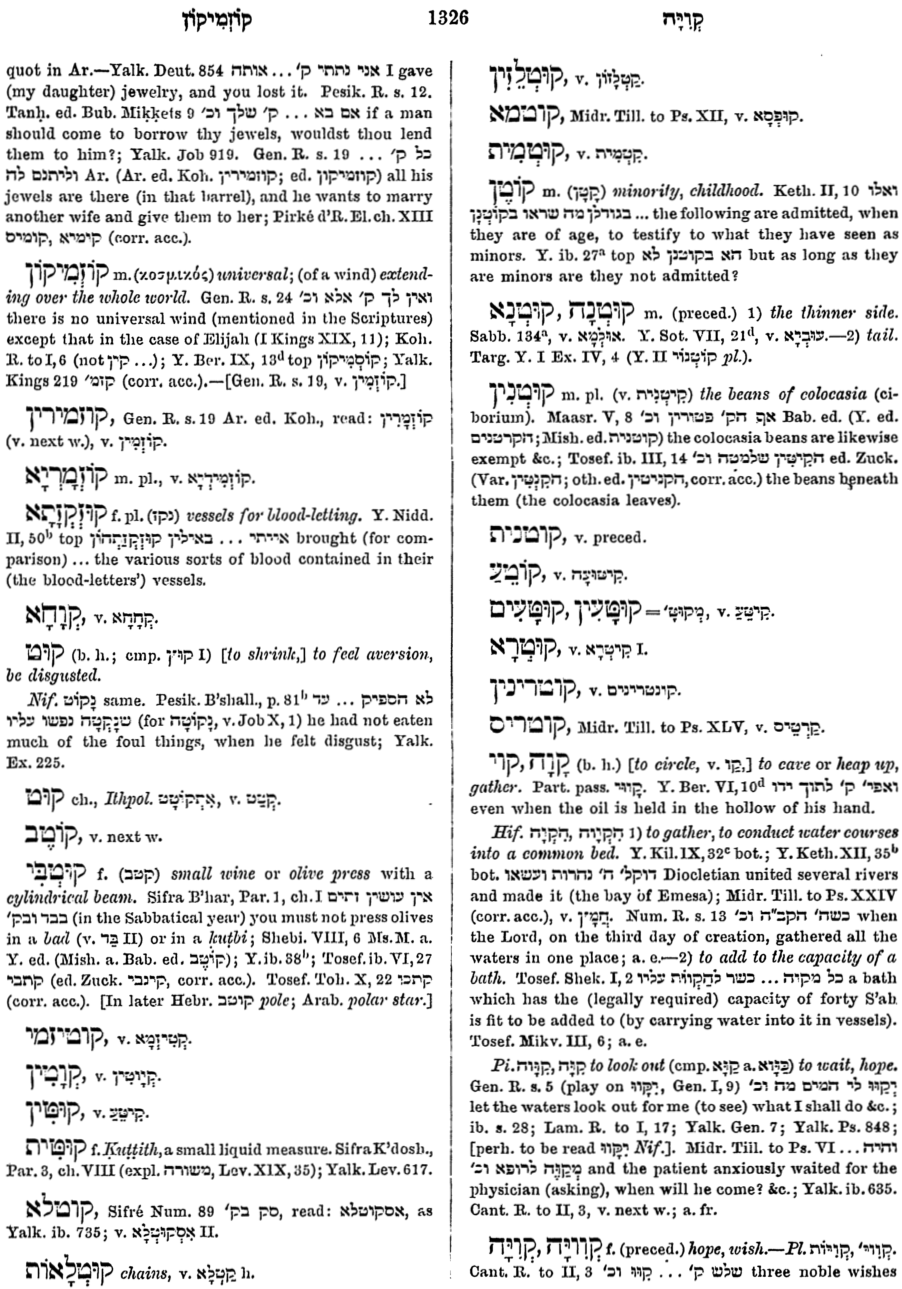 קוֹזְמִיקוֹן
1326
קְוִיָּה
quot in Ar.—Yalk. Deut. 854 אני נתתי ק׳ ... אותה I gave
(my daughter) jewelry, and you lost it. Pesik. R. s. 12.
Tanḥ. ed. Bub. Miḳḳets 9 אם בא ... ק׳ שלך וכ׳ if a man
should come to borrow thy jewels, wouldst thou lend
them to him?; Yalk. Job 919. Gen. R. s. 19 כל ק׳ ...
וליתנם לה Ar. (Ar. ed. Koh. קוזמירין; ed. קוזמיקון) all his
jewels are there (in that barrel), and he wants to marry
another wife and give them to her; Pirké d'R. El. ch. XIII
קימיא, קומיס (corr. acc.).
קוֹזְמִיקוֹן m. (κοσμικός) universal; (of a wind) extend-
ing over the whole world. Gen. R. s. 24 ואין לך ק׳ אלא וכ׳
there is no universal wind (mentioned in the Scriptures)
except that in the case of Elijah (I Kings XIX, 11); Koh.
R. to I, 6 (not קין ...); Y. Ber. IX, 13d top קוֹסְמִיקוֹן; Yalk.
Kings 219 קומ׳ (corr. acc.).—[Gen. R. s. 19, v. קוֹזְמִין.]
קוזמירין, Gen. R. s. 19 Ar. ed. Koh., read: קוֹזְמָרִין
(v. next w.), v. קוֹזְמִין.
קוֹזְמָרְיָא m. pl., v. קוֹזְמִידְיָא.
קוּזְקְזָתָא f. pl. (נקז) vessels for blood-letting. Y. Nidd.
II, 50b top אייתי ... באילין קוּזְקְזָתְהוֹן brought (for com-
parison) ... the various sorts of blood contained in their
(the blood-letters') vessels.
קְוָחָא, v. קְחָחָא.
קוּט (b. h.; cmp. קוּץ I) [to shrink,] to feel aversion,
be disgusted.
Nif. נָקוֹט same. Pesik. B'shall., p. 81b לא הספיק ... עד
שנקטה נפשו עליו (for נָקוֹטָה, v. Job X, 1) he had not eaten
much of the foul things, when he felt disgust; Yalk.
Ex. 225.
קוּט ch., Ithpol. אִתְקוֹטָט, v. קְטַט.
קוֹטֶב, v. next w.
קוּטְבִּי f. (קטב) small wine or olive press with a
cylindrical beam. Sifra B'har, Par. 1, ch. I אין עושין זתים
בבד ובק׳ (in the Sabbatical year) you must not press olives
in a bad (v. בַּד II) or in a ḳuṭbi; Shebi. VIII, 6 Ms. M. a.
Y. ed. (Mish. a. Bab. ed. קוֹטֶב); Y. ib. 38b; Tosef. ib. VI, 27
קתבי (ed. Zuck. קינבי, corr. acc.). Tosef. Toh. X, 22 קתבו
(corr. acc.). [In later Hebr. קוטב pole; Arab. polar star.]
קוטיזמי, v. קְטִיזְמָא.
קְוָטִין, v. קִיּוֹטִין.
קוּטִּין, v. קִיטֵּעַ.
קוּטִּית f. Ḳuṭṭith, a small liquid measure. Sifra K'dosh.,
Par. 3, ch. VIII (expl. משורה, Lev. XIX, 35); Yalk. Lev. 617.
קוטלא, Sifré Num. 89 סק בק׳, read: אסקוטלא, as
Yalk. ib. 735; v. אִסְקוּטְלָא II.
קוּטְלָאוֹת chains, v. קַטְלָא h.
קוּטְלֵזִין, v. קַטְלָזוֹן.
קוטמא, Midr. Till. to Ps. XII, v. קוּפְסָא.
קוּטְמִית, v. קִטְמִית.
קוֹטֶן m. (קָטָן) minority, childhood. Keth. II, 10 ואלו
בגודלן מה שראו בקוֹטְנָן ... the following are admitted, when
they are of age, to testify to what they have seen as
minors. Y. ib. 27a top הא בקוטנן לא but as long as they
are minors are they not admitted?
קוּטְנָה, קוּטְנָא m. (preced.) 1) the thinner side.
Sabb. 134a, v. אוּלְמָא. Y. Sot. VII, 21d, v. עוּבְיָא.—2) tail.
Targ. Y. I Ex. IV, 4 (Y. II קוֹטְנוֹי pl.).
קוּטְנִין m. pl. (v. קִיטְנִית) the beans of colocasia (ci-
borium). Maasr. V, 8 אף הק׳ פטורין וכ׳ Bab. ed. (Y. ed.
הקרטנים; Mish. ed. קוטנית) the colocasia beans are likewise
exempt &c.; Tosef. ib. III, 14 הקיטנין שלמטה וכ׳ ed. Zuck.
(Var. הקנטין; oth. ed. הקניטין, corr. acc.) the beans beneath
them (the colocasia leaves).
קוטנית, v. preced.
קוֹטֵעַ, v. קיטועה.
קוּטָּעִין, קוּטָּעִים = מְקוּטָּ׳, v. קִיטֵּעַ.
קוּטְרָא, v. קִיטְרָא I.
קוטרינין, v. קונטרינים.
קוטריס, Midr. Till. to Ps. XLV, v. קַרְטֵיס.
קָוָה, קוי (b. h.) [to circle, v. קַו,] to cave or heap up,
gather. Part. pass. קָווּי. Y. Ber. VI, 10d ואפי׳ ק׳ לתוך ידו
even when the oil is held in the hollow of his hand.
Hif. הִקְוָה, הִקְוָיה 1) to gather, to conduct water courses
into a common bed. Y. Kil. IX, 32c bot.; Y. Keth. XII, 35b
bot. דוקלי׳ ה׳ נהרות ועשאו Diocletian united several rivers
and made it (the bay of Emesa); Midr. Till. to Ps. XXIV
(corr. acc.), v. חֲמָץ. Num. R. s. 13 כשה׳ הקב״ה וכ׳ when
the Lord, on the third day of creation, gathered all the
waters in one place; a. e.—2) to add to the capacity of a
bath. Tosef. Shek. I, 2 כל מקוה ... כשר להַקְווֹת עליו a bath
which has the (legally required) capacity of forty S'ah
is fit to be added to (by carrying water into it in vessels).
Tosef. Mikv. III, 6; a. e.
Pi. קִוָּה, קִוָּיה to look out (cmp. קַוָּא a. כַּוָּוא) to wait, hope.
Gen. R. s. 5 (play on יִקָּווּ, Gen. I, 9) יְקַוּוּ לי המים מה וכ׳
let the waters look out for me (to see) what I shall do &c.;
ib. s. 28; Lam. R. to I, 17; Yalk. Gen. 7; Yalk. Ps. 848;
[perh. to be read יִקָּווּ Nif.]. Midr. Till. to Ps. VI ... והיה
מְקַוֶּה לרופא וכ׳ and the patient anxiously waited for the
physician (asking), when will he come? &c.; Yalk. ib. 635.
Cant. R. to II, 3, v. next w.; a. fr.
קְוִויָּה, קְוִיָּה f. (preced.) hope, wish.—Pl. קְוִיּוֹת, קְווִיּ׳.
Cant. R. to II, 3 שלש ק׳ ... קִוּוּ וכ׳ three noble wishes